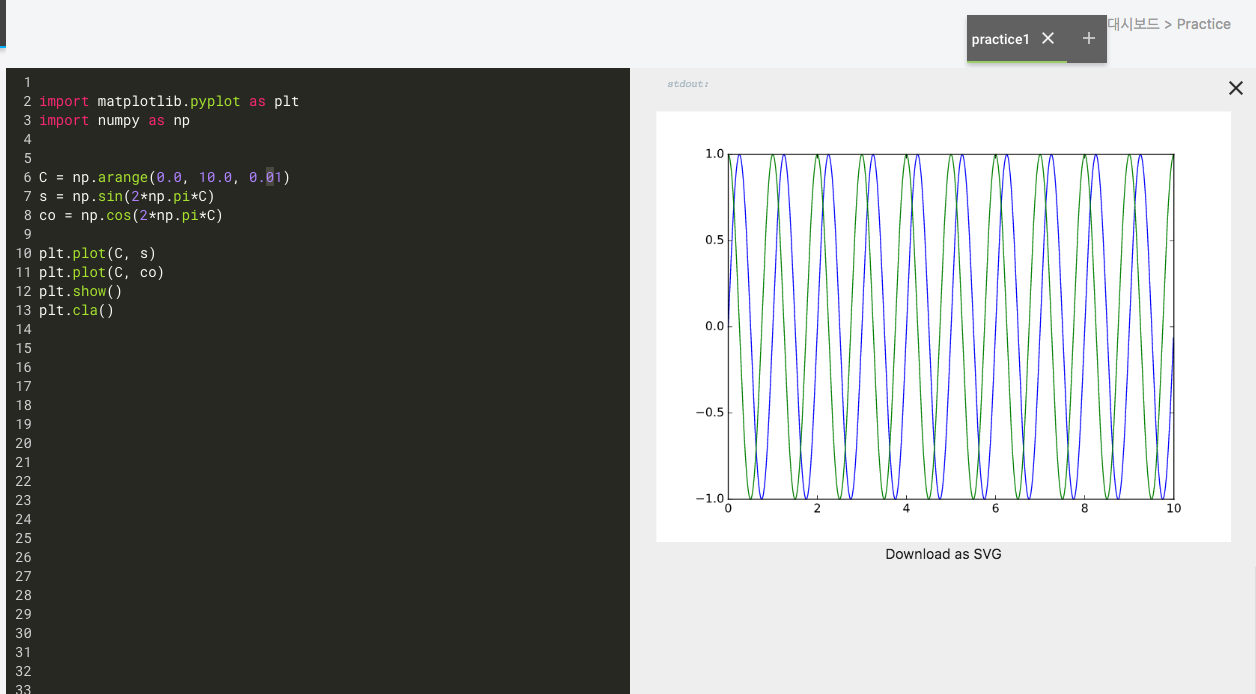 대시보드 > Practice
practice1 × +
stdout:
1
2 import matplotlib.pyplot as plt
3 import numpy as np
4
5
6 C = np.arange(0.0, 10.0, 0.01)
7 s = np.sin(2*np.pi*C)
8 co = np.cos(2*np.pi*C)
9
10 plt.plot(C, s)
11 plt.plot(C, co)
12 plt.show()
13 plt.cla()
14
15
16
17
18
19
20
21
22
23
24
25
26
27
28
29
30
31
32
33
1.0
0.5
0.0
−0.5
−1.0
0 2 4 6 8 10
Download as SVG